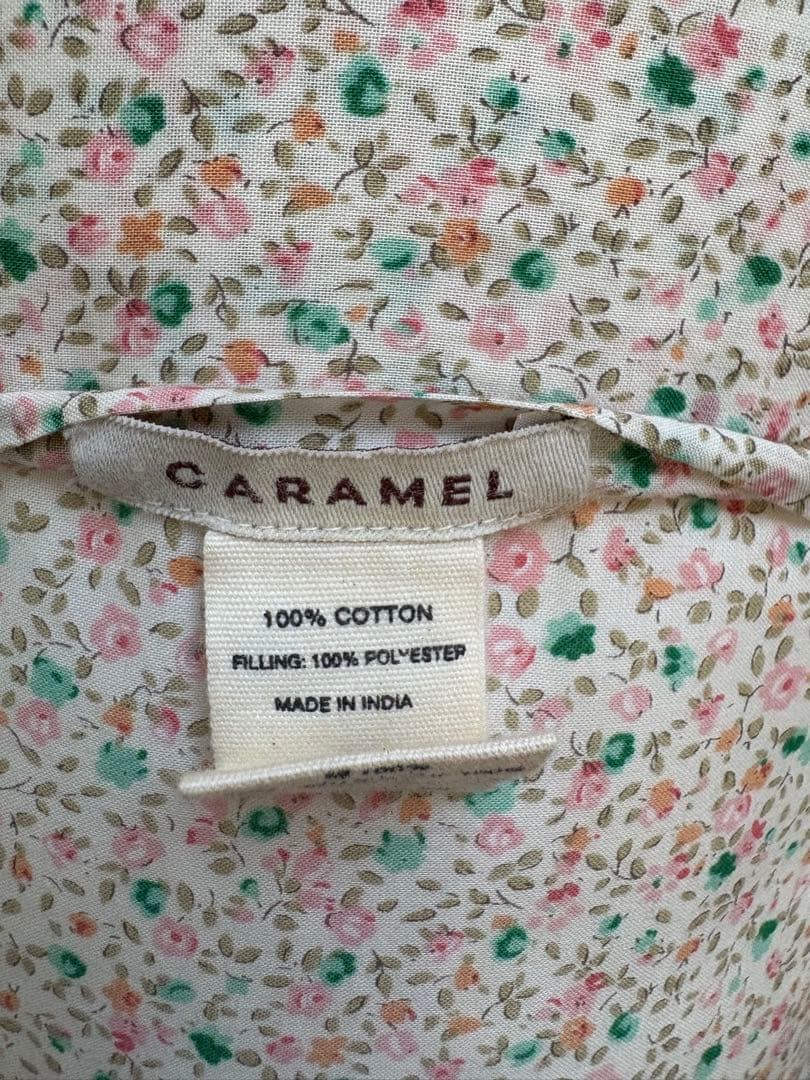 CARAMEL
100% COTTON
FILLING: 100% POLYESTER
MADE IN INDIA